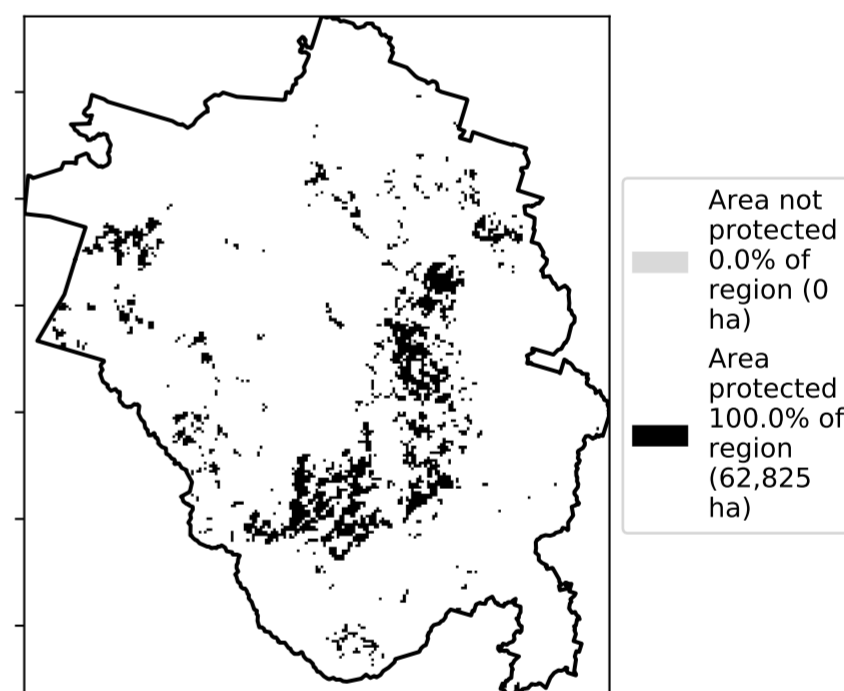 Area not
protected
0.0% of
region (0
ha)
Area
protected
100.0% of
region
(62,825
ha)